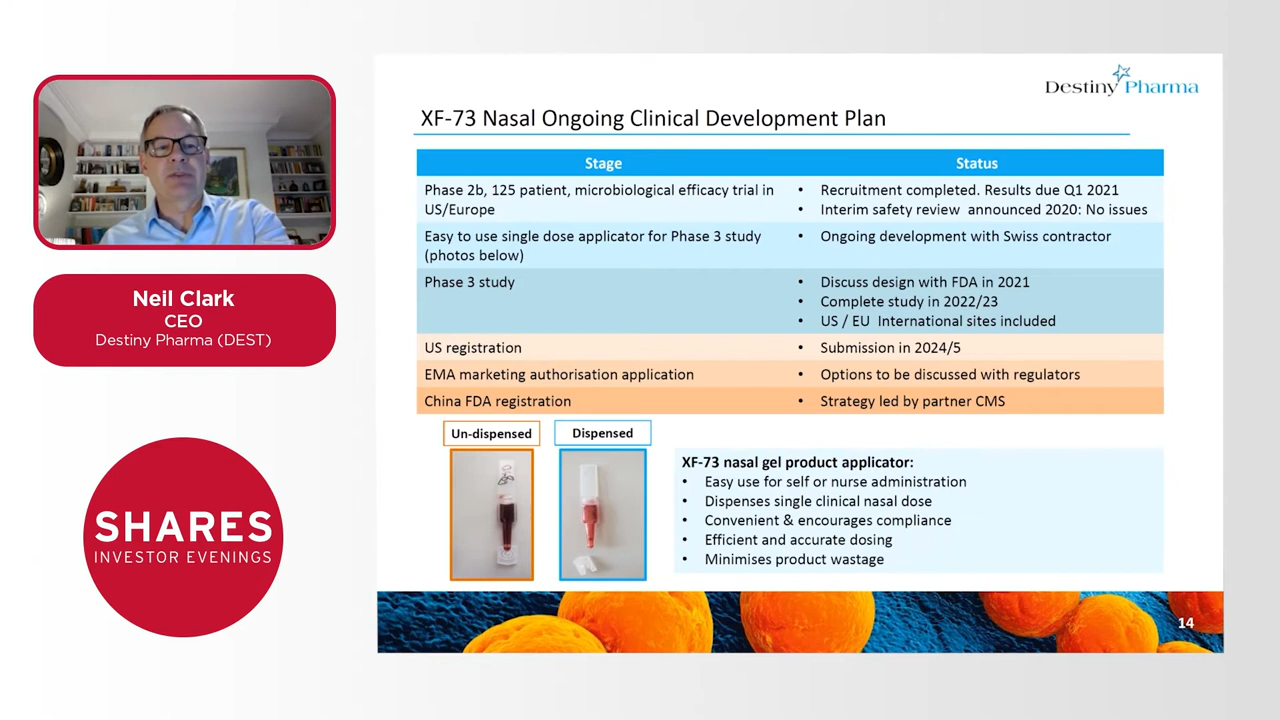 Neil Clark
CEO
Destiny Pharma (DEST)
SHARES
INVESTOR EVENINGS
Destiny Pharma
XF-73 Nasal Ongoing Clinical Development Plan
Stage
Status
Phase 2b, 125 patient, microbiological efficacy trial in
US/Europe
• Recruitment completed. Results due Q1 2021
• Interim safety review announced 2020: No issues
Easy to use single dose applicator for Phase 3 study
(photos below)
• Ongoing development with Swiss contractor
Phase 3 study
• Discuss design with FDA in 2021
• Complete study in 2022/23
• US / EU International sites included
US registration
• Submission in 2024/5
EMA marketing authorisation application
• Options to be discussed with regulators
China FDA registration
• Strategy led by partner CMS
Un-dispensed
Dispensed
XF-73 nasal gel product applicator:
• Easy use for self or nurse administration
• Dispenses single clinical nasal dose
• Convenient & encourages compliance
• Efficient and accurate dosing
• Minimises product wastage
14